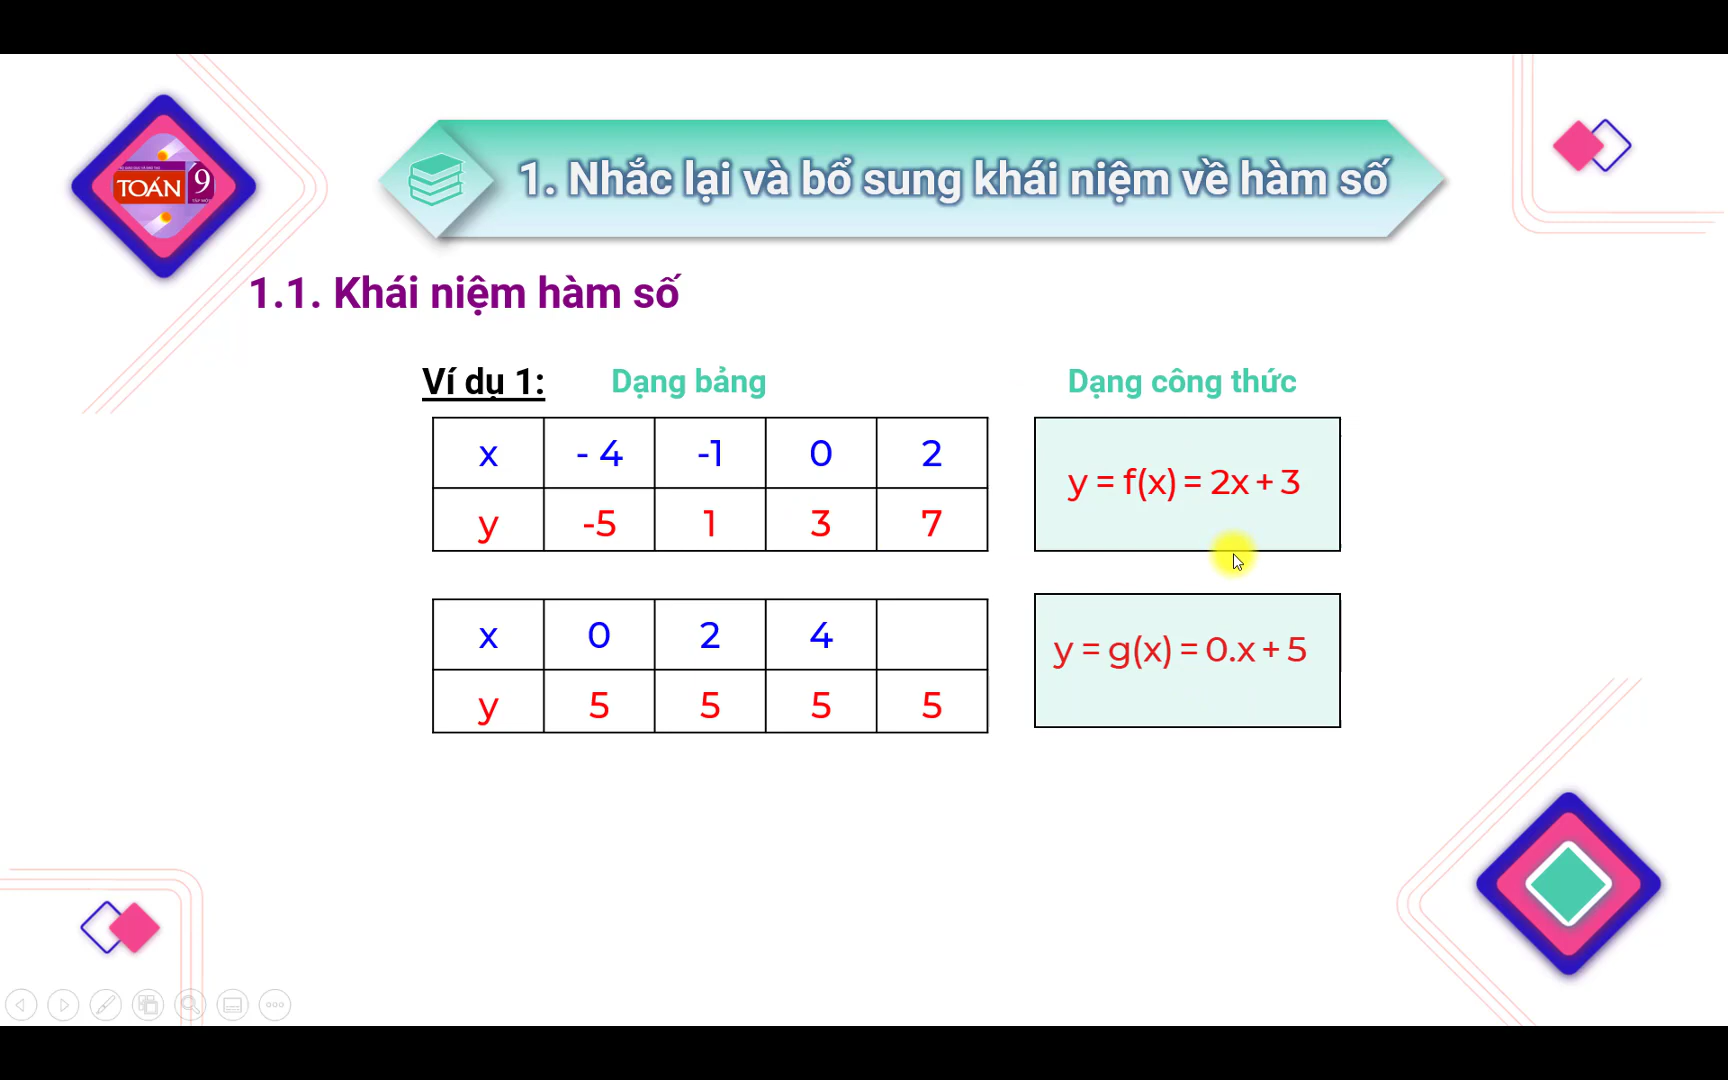 TOÁN 9
1. Nhắc lại và bổ sung khái niệm về hàm số
1.1. Khái niệm hàm số
Ví dụ 1: Dạng bảng Dạng công thức
x - 4 -1 0 2
y -5 1 3 7
y = f(x) = 2x + 3
x 0 2 4
y 5 5 5 5
y = g(x) = 0.x + 5